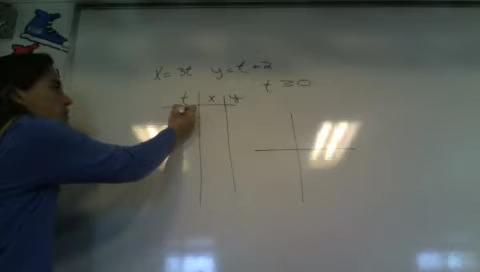 x = 3t y = t + 2
t ≥ 0
t x y